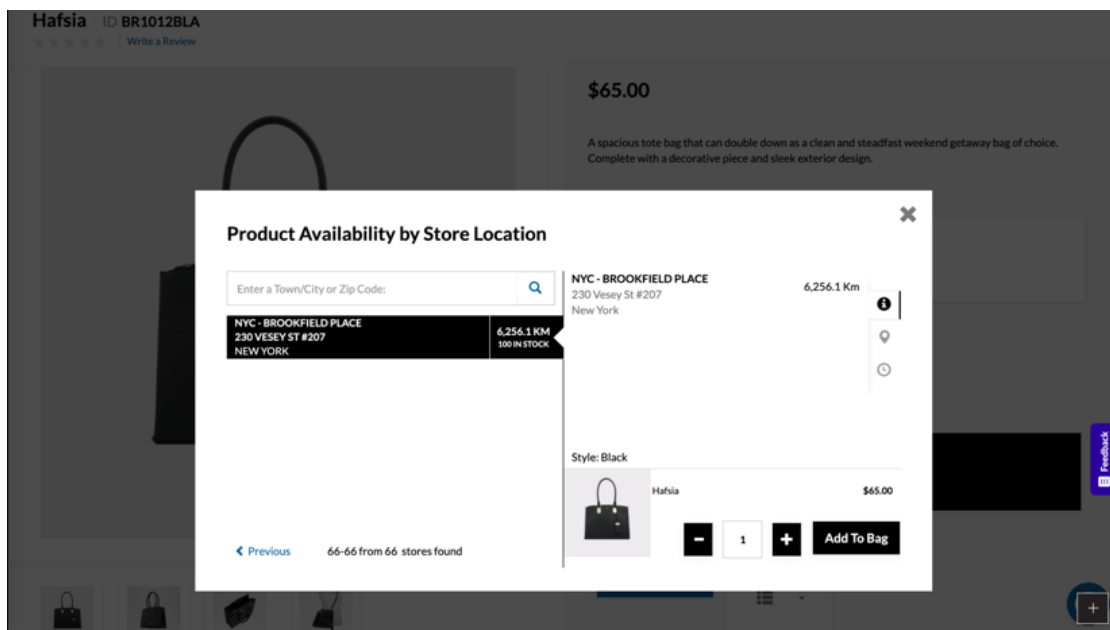 Hafsia ID BR1012BLA
Write a Review
$65.00
A spacious tote bag that can double down as a clean and steadfast weekend getaway bag of choice.
Complete with a decorative piece and sleek exterior design.
Product Availability by Store Location
Enter a Town/City or Zip Code:
NYC - BROOKFIELD PLACE
230 VESEY ST #207
NEW YORK
6,256.1 KM
100 IN STOCK
Previous
66-66 from 66 stores found
NYC - BROOKFIELD PLACE
230 Vesey St #207
New York
6,256.1 Km
Style: Black
Hafsia
$65.00
- 1 +
Add To Bag
Feedback
+